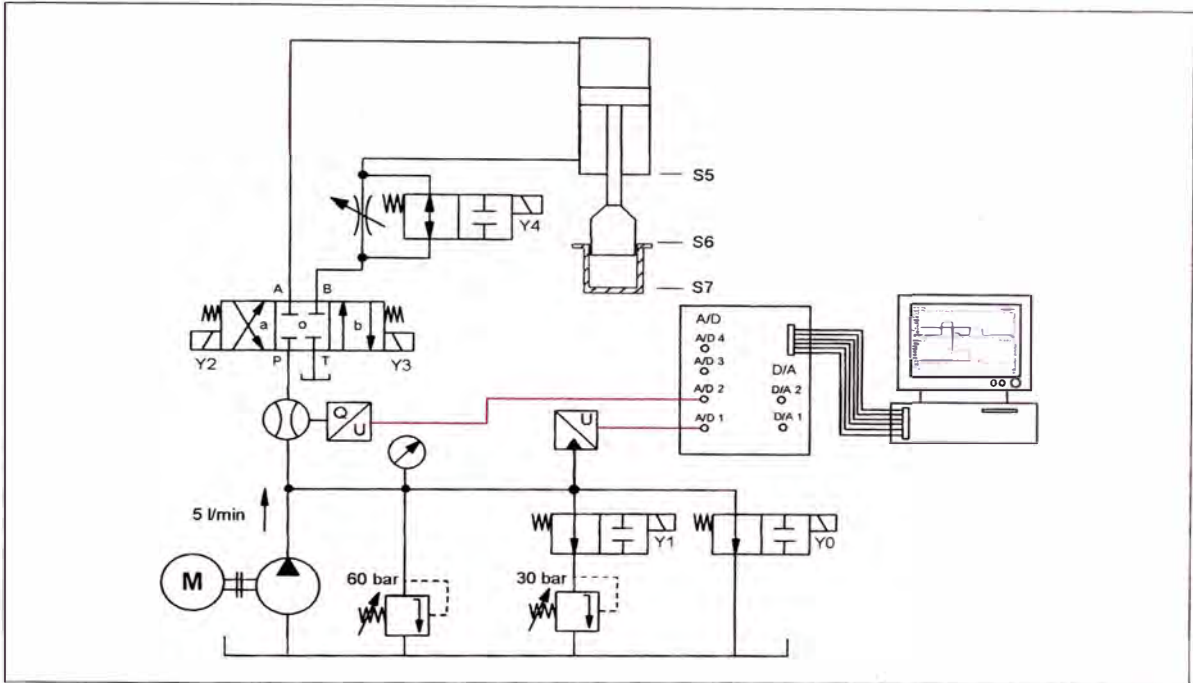 S5
S6
S7
Y4
A B
a o b
Y2 P T Y3
Q
U
U
A/D
A/D 4
A/D 3
D/A
A/D 2 D/A 2
A/D 1 D/A 1
5 l/min
M
60 bar
30 bar
Y1
Y0